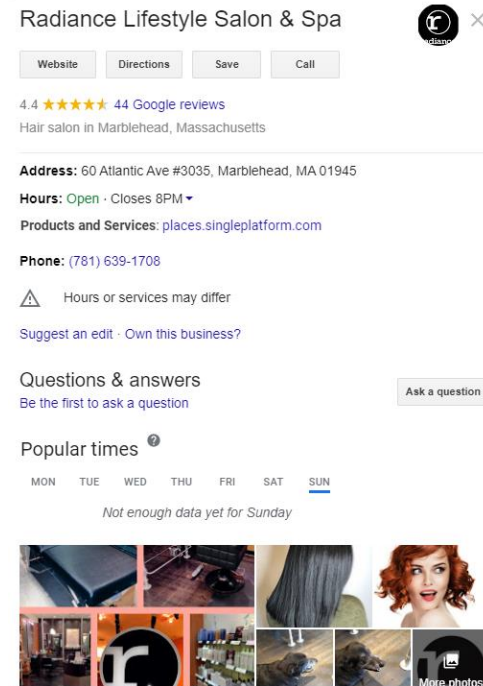 Radiance Lifestyle Salon & Spa
r
radiance
Website Directions Save Call
4.4 44 Google reviews
Hair salon in Marblehead, Massachusetts
Address: 60 Atlantic Ave #3035, Marblehead, MA 01945
Hours: Open · Closes 8PM
Products and Services: places.singleplatform.com
Phone: (781) 639-1708
Hours or services may differ
Suggest an edit · Own this business?
Questions & answers
Be the first to ask a question
Ask a question
Popular times ?
MON TUE WED THU FRI SAT SUN
Not enough data yet for Sunday
r
More photos